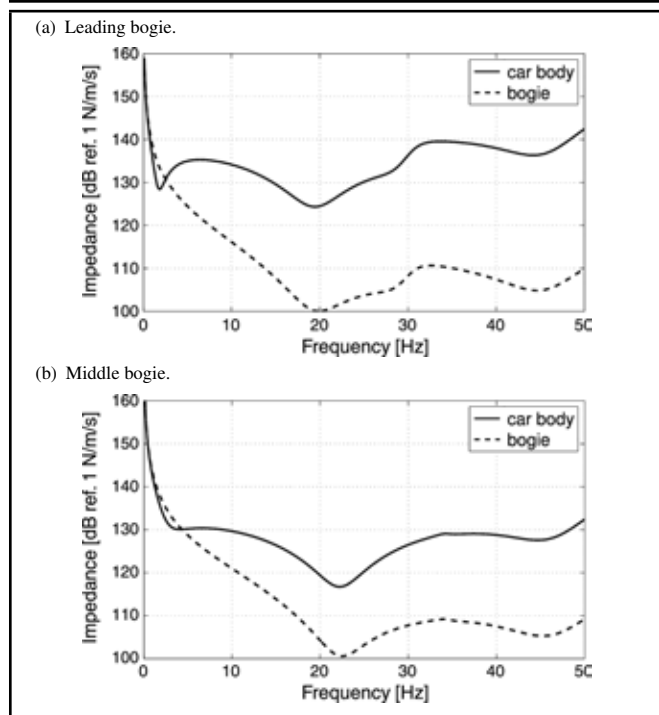 (a) Leading bogie.
160
150
140
130
120
110
100
Impedance [dB ref. 1 N/m/s]
car body
bogie
0 10 20 30 40 50
Frequency [Hz]
(b) Middle bogie.
160
150
140
130
120
110
100
Impedance [dB ref. 1 N/m/s]
car body
bogie
0 10 20 30 40 50
Frequency [Hz]